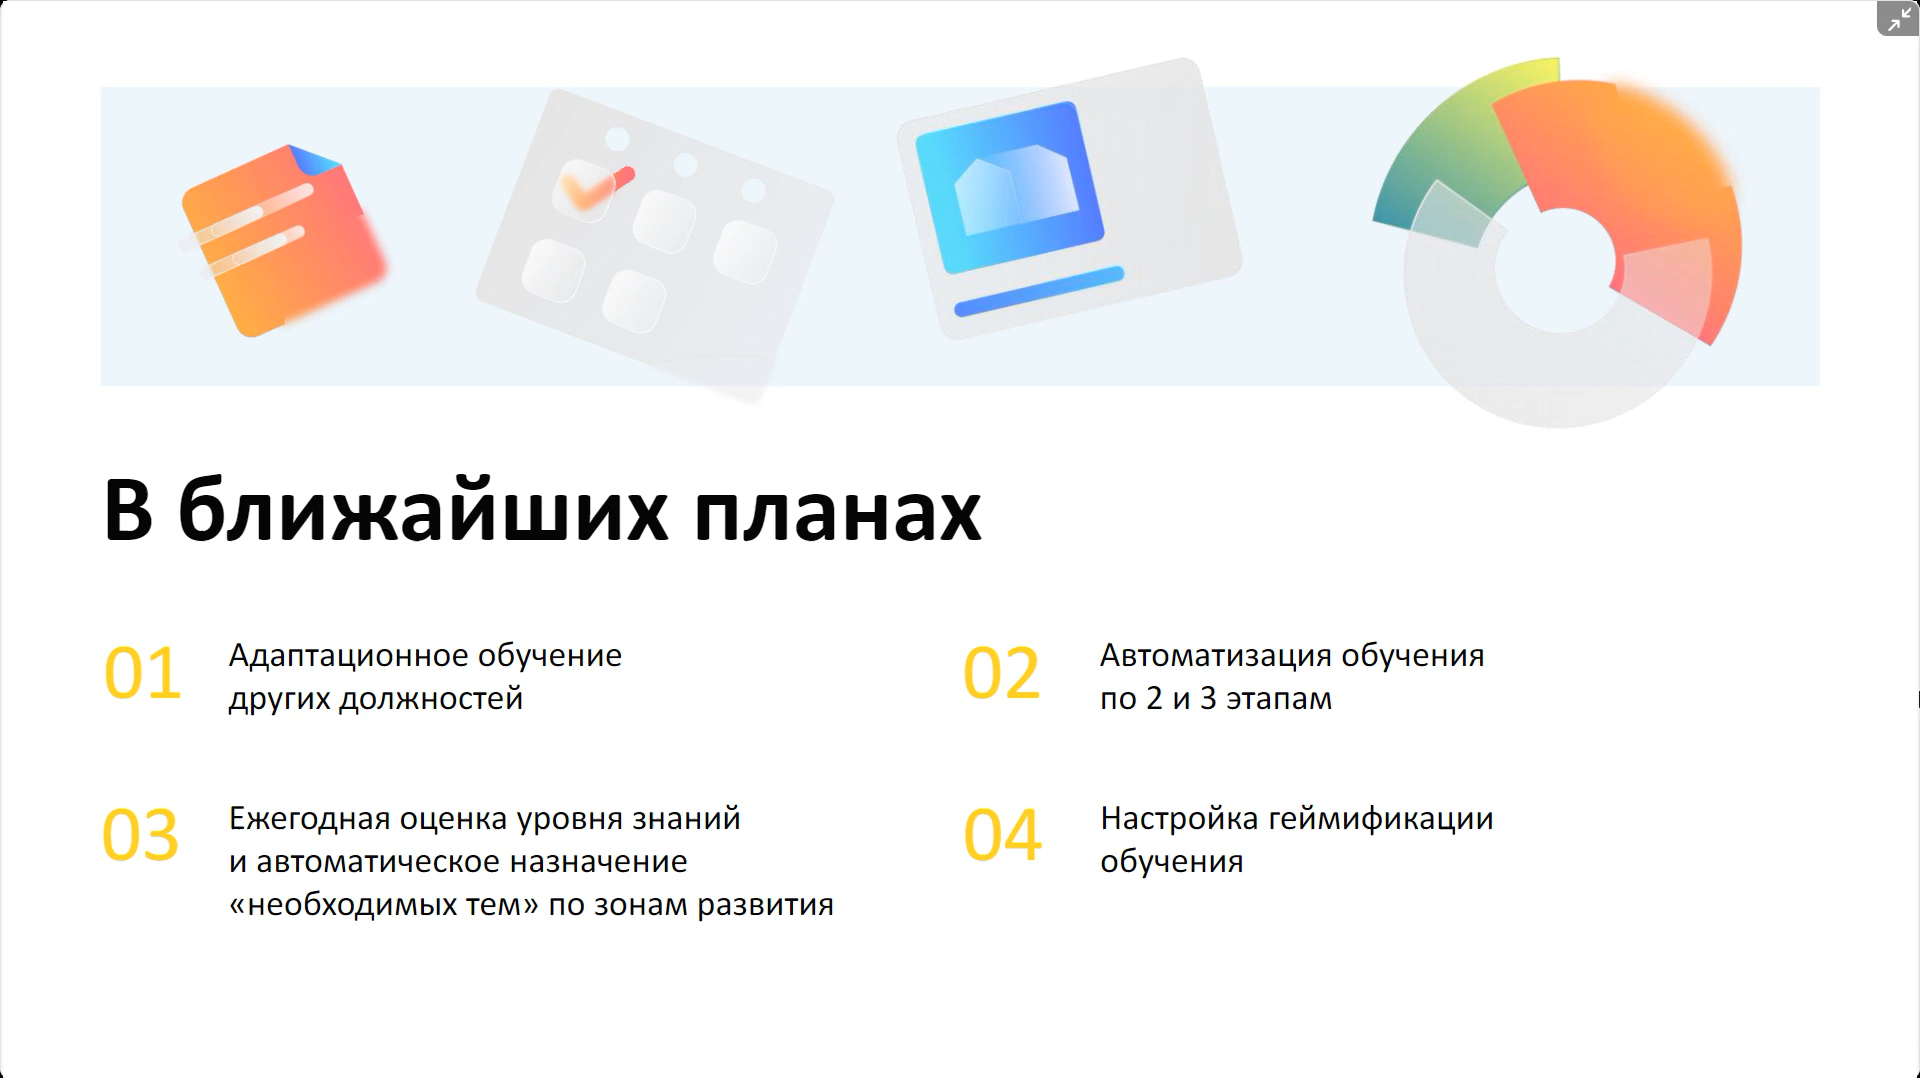 В ближайших планах
01
Адаптационное обучение
других должностей
02
Автоматизация обучения
по 2 и 3 этапам
03
Ежегодная оценка уровня знаний
и автоматическое назначение
«необходимых тем» по зонам развития
04
Настройка геймификации
обучения